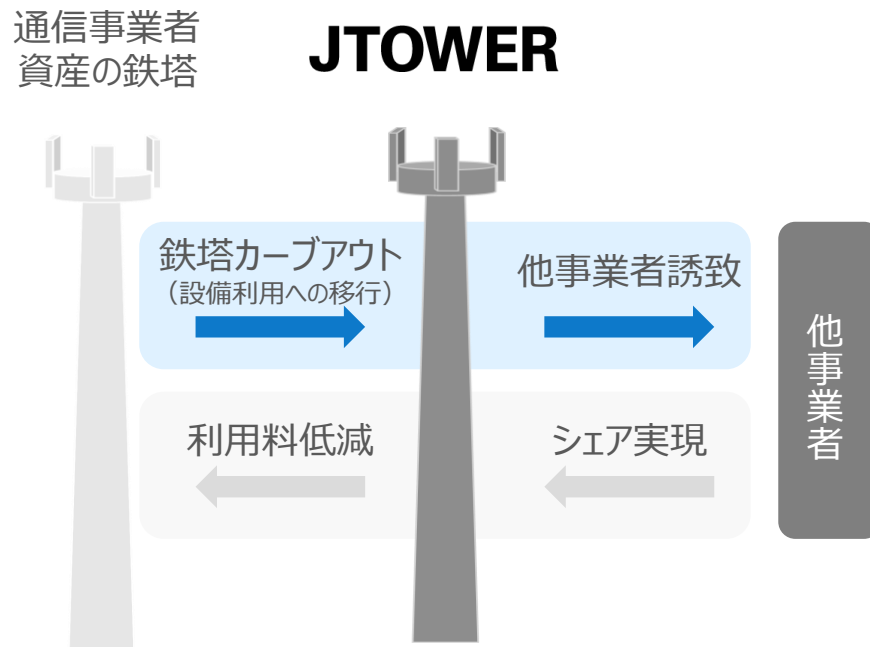 通信事業者
資産の鉄塔
JTOWER
鉄塔カーブアウト
（設備利用への移行）
他事業者誘致
利用料低減
シェア実現
他事業者